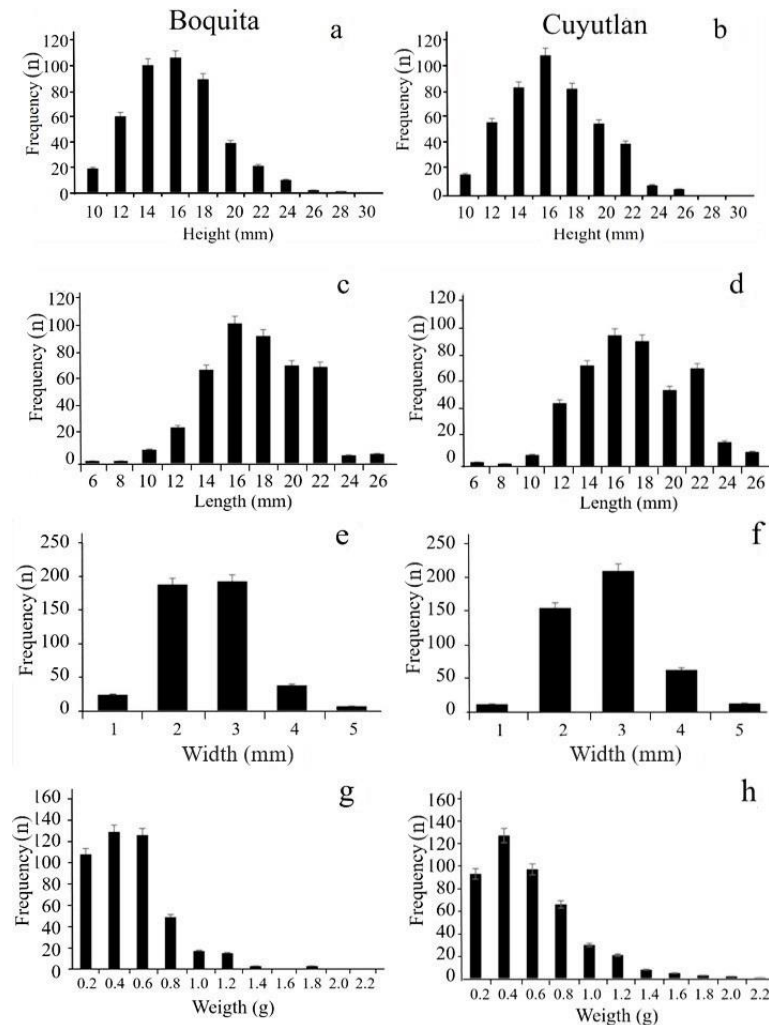 Boquita
a
Frequency (n)
120
100
80
60
40
20
0
10 12 14 16 18 20 22 24 26 28 30
Height (mm)
Cuyutlán
b
Frequency (n)
120
100
80
60
40
20
0
10 12 14 16 18 20 22 24 26 28 30
Height (mm)
c
Frequency (n)
120
100
80
60
40
20
0
6 8 10 12 14 16 18 20 22 24 26
Length (mm)
d
Frequency (n)
120
100
80
60
40
20
0
6 8 10 12 14 16 18 20 22 24 26
Length (mm)
e
Frequency (n)
250
200
150
100
50
0
1 2 3 4 5
Width (mm)
f
Frequency (n)
250
200
150
100
50
0
1 2 3 4 5
Width (mm)
g
Frequency (n)
160
140
120
100
80
60
40
20
0
0.2 0.4 0.6 0.8 1.0 1.2 1.4 1.6 1.8 2.0 2.2
Weigth (g)
h
Frequency (n)
160
140
120
100
80
60
40
20
0
0.2 0.4 0.6 0.8 1.0 1.2 1.4 1.6 1.8 2.0 2.2
Weigth (g)